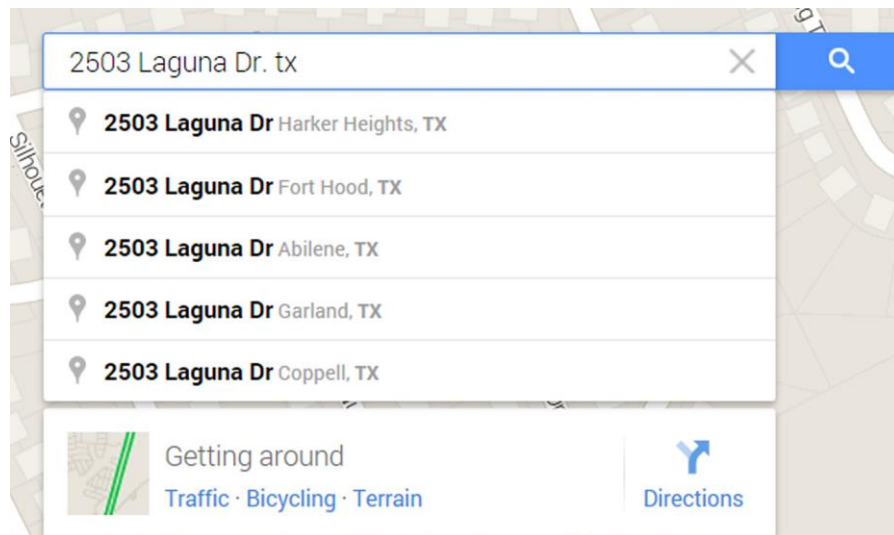 2503 Laguna Dr. tx
2503 Laguna Dr Harker Heights, TX
2503 Laguna Dr Fort Hood, TX
2503 Laguna Dr Abilene, TX
2503 Laguna Dr Garland, TX
2503 Laguna Dr Coppell, TX
Getting around
Traffic · Bicycling · Terrain
Directions